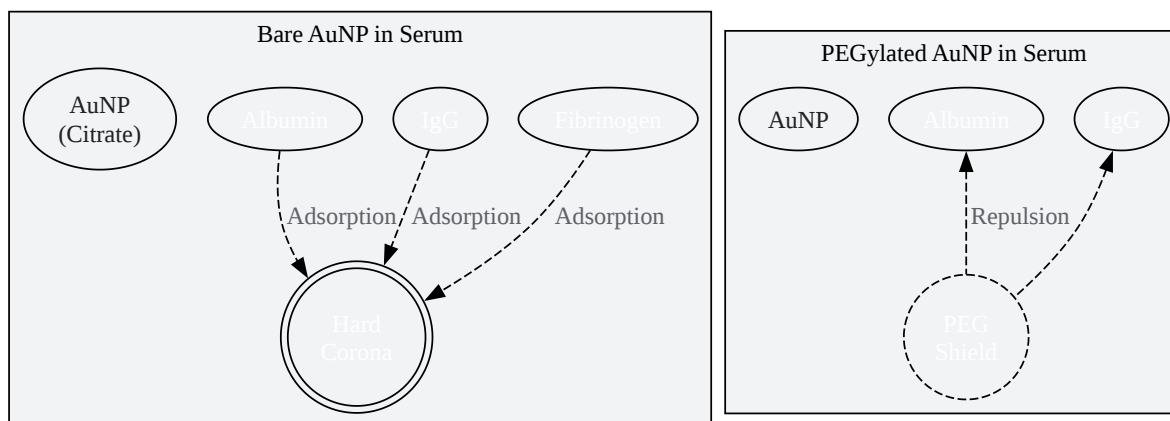 Bare AuNP in Serum
AuNP
(Citrate)
Albumin
IgG
Fibrinogen
Adsorption
Adsorption
Adsorption
Hard
Corona
PEGylated AuNP in Serum
AuNP
Albumin
IgG
Repulsion
PEG
Shield